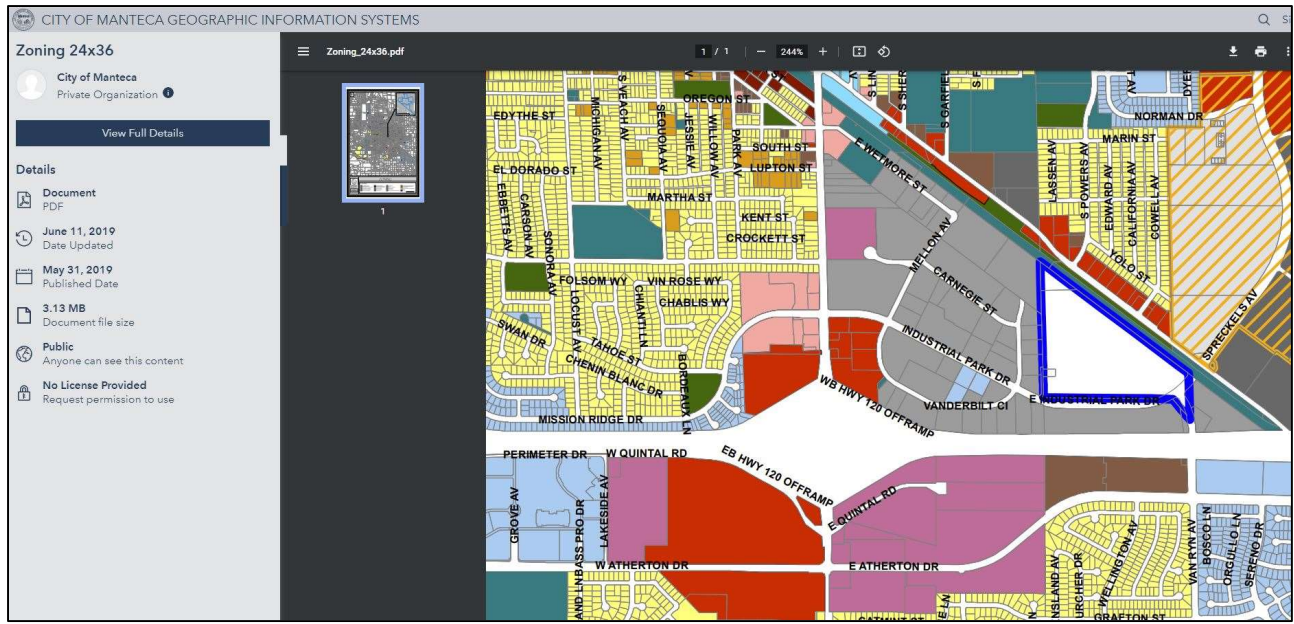 CITY OF MANTECA GEOGRAPHIC INFORMATION SYSTEMS
Zoning 24x36
City of Manteca
Private Organization
View Full Details
Details
Document
PDF
June 11, 2019
Date Updated
May 31, 2019
Published Date
3.13 MB
Document file size
Public
Anyone can see this content
No License Provided
Request permission to use
Zoning_24x36.pdf
1 / 1
244%
1
OREGON ST
EDYTHE ST
MICHIGAN AV
S VEACH AV
SEQUOIA AV
JESSIE AV
WILLOW AV
PARK AV
SOUTH ST
LUPTON ST
EL DORADO ST
MARTHA ST
KENT ST
CROCKETT ST
EBBETTS AV
CARSON AV
SONORA AV
FOLSOM WY
VIN ROSE WY
CHABLIS WY
LOCUST AV
CHIANTI LN
SWAN DR
TAHOE ST
CHENIN BLANC DR
BORDEAUX LN
MISSION RIDGE DR
E WETMORE ST
S GARFIEL
NORMAN DR
MARIN ST
LASSEN AV
S POWERS AV
EDWARD AV
CALIFORNIA AV
COWELL AV
YOLO ST
SPRECKELS AV
MELLON AV
CARNEGIE ST
INDUSTRIAL PARK DR
VANDERBILT CI
E INDUSTRIAL PARK DR
WB HWY 120 OFFRAMP
EB HWY 120 OFFRAMP
PERIMETER DR
W QUINTAL RD
E QUINTAL RD
GROVE AV
BASS PRO DR
LAKESIDE AV
W ATHERTON DR
E ATHERTON DR
WELLINGTON AV
VAN RYN AV
BOSCO LN
ORGULLO LN
SERENO DR
GRAFTON ST